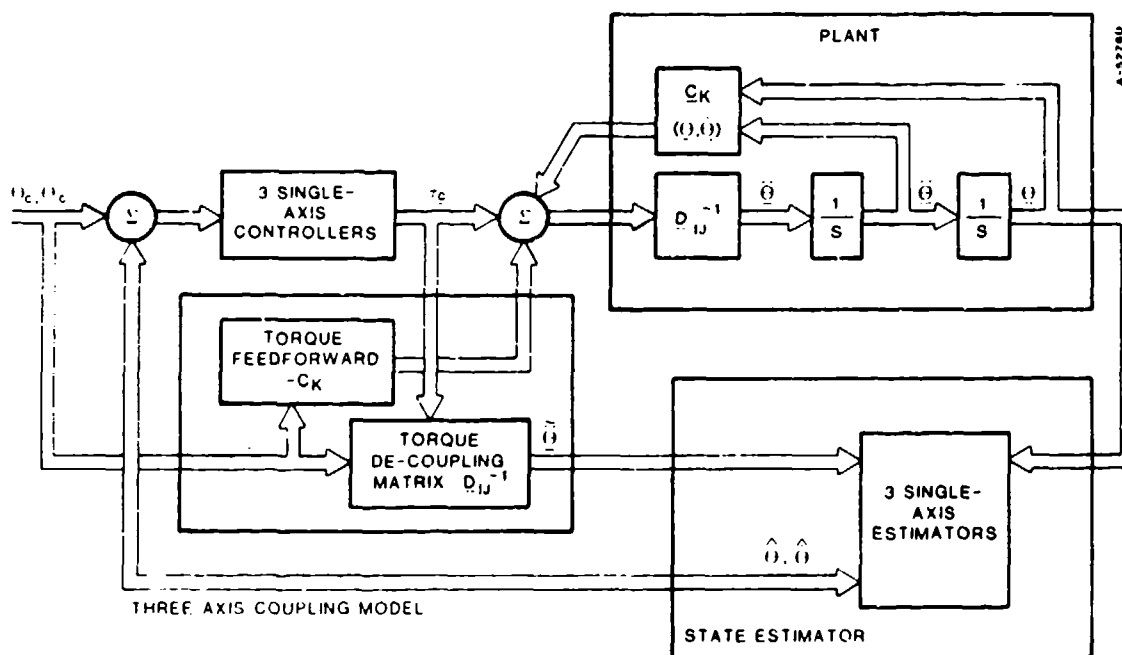 PLANT
A-5226U
C_K
(Θ,Θ̇)
Θ_c, Θ̇_c
Σ
3 SINGLE-
AXIS
CONTROLLERS
τ_c
Σ
D_IJ^-1
Θ̈
1
S
1
S
Θ
TORQUE
FEEDFORWARD
-C_K
TORQUE
DE-COUPLING
MATRIX D_IJ^-1
3 SINGLE-
AXIS
ESTIMATORS
THREE AXIS COUPLING MODEL
STATE ESTIMATOR